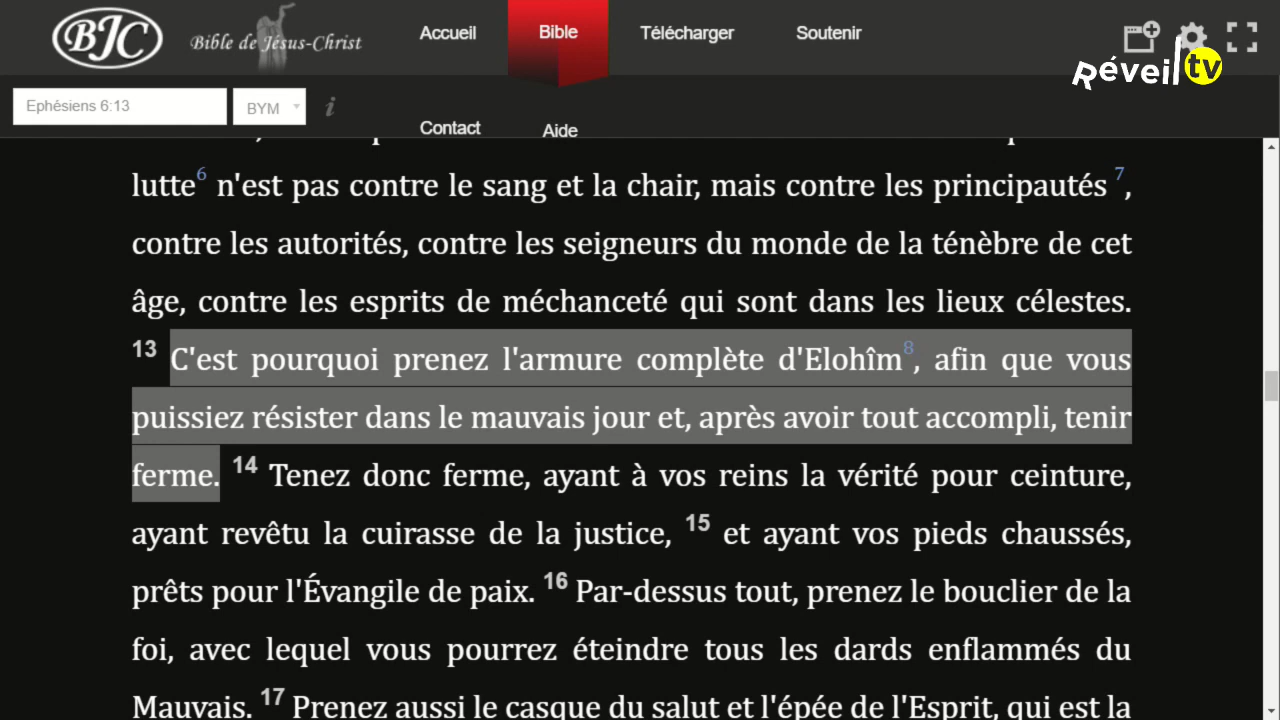 BJC Bible de Jésus-Christ Accueil Bible Télécharger Soutenir
Réveil tv
Ephésiens 6:13 BYM i Contact Aide
lutte6 n'est pas contre le sang et la chair, mais contre les principautés 7,
contre les autorités, contre les seigneurs du monde de la ténèbre de cet
âge, contre les esprits de méchanceté qui sont dans les lieux célestes.
13 C'est pourquoi prenez l'armure complète d'Elohîm8, afin que vous
puissiez résister dans le mauvais jour et, après avoir tout accompli, tenir
ferme. 14 Tenez donc ferme, ayant à vos reins la vérité pour ceinture,
ayant revêtu la cuirasse de la justice, 15 et ayant vos pieds chaussés,
prêts pour l'Évangile de paix. 16 Par-dessus tout, prenez le bouclier de la
foi, avec lequel vous pourrez éteindre tous les dards enflammés du
Mauvais. 17 Prenez aussi le casque du salut et l'épée de l'Esprit, qui est la